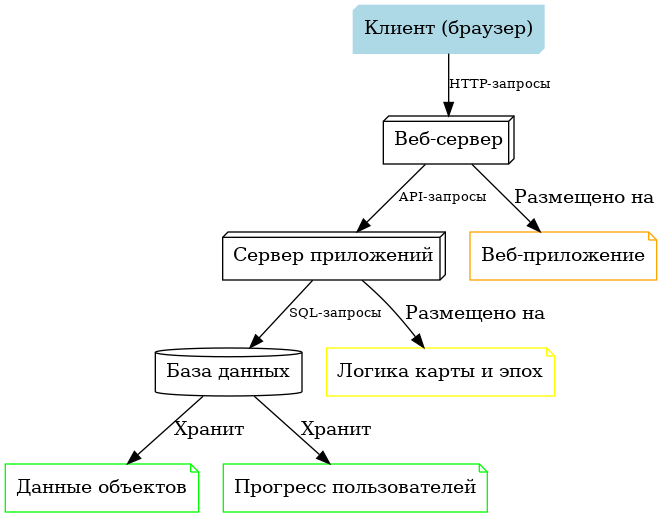 Клиент (браузер)
HTTP-запросы
Веб-сервер
API-запросы
Размещено на
Сервер приложений
Веб-приложение
SQL-запросы
Размещено на
База данных
Логика карты и эпох
Хранит
Хранит
Данные объектов
Прогресс пользователей